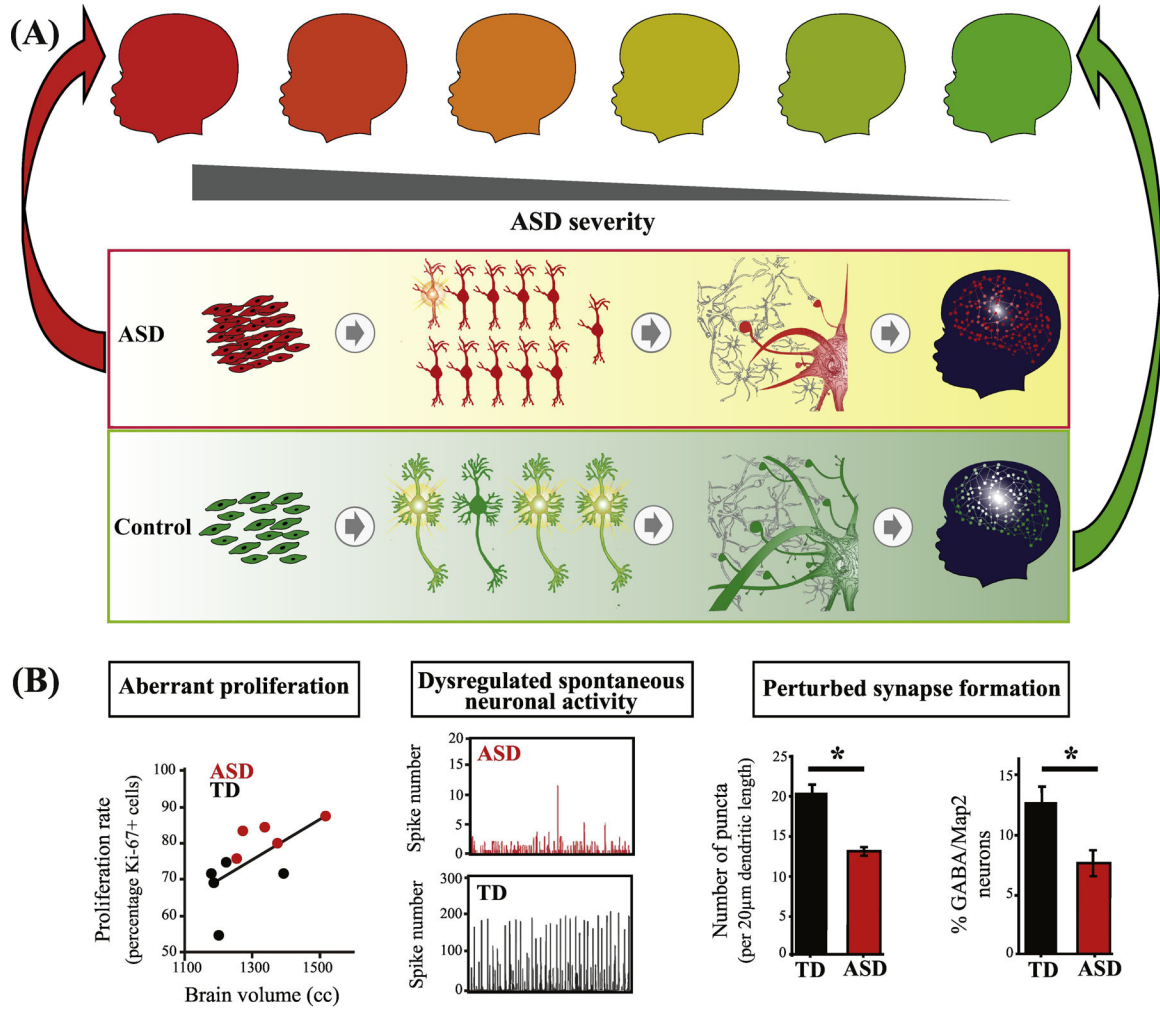 (A)
ASD severity
ASD
Control
(B)
Aberrant proliferation
Dysregulated spontaneous
neuronal activity
Perturbed synapse formation
Proliferation rate
(percentage Ki-67+ cells)
100
90
80
70
60
50
ASD
TD
1100
1300
1500
Brain volume (cc)
Spike number
20
15
10
5
0
ASD
Spike number
300
200
100
300
0
TD
Number of puncta
(per 20μm dendritic length)
25
20
15
10
5
0
*
TD
ASD
% GABA/Map2
neurons
15
10
5
0
*
TD
ASD